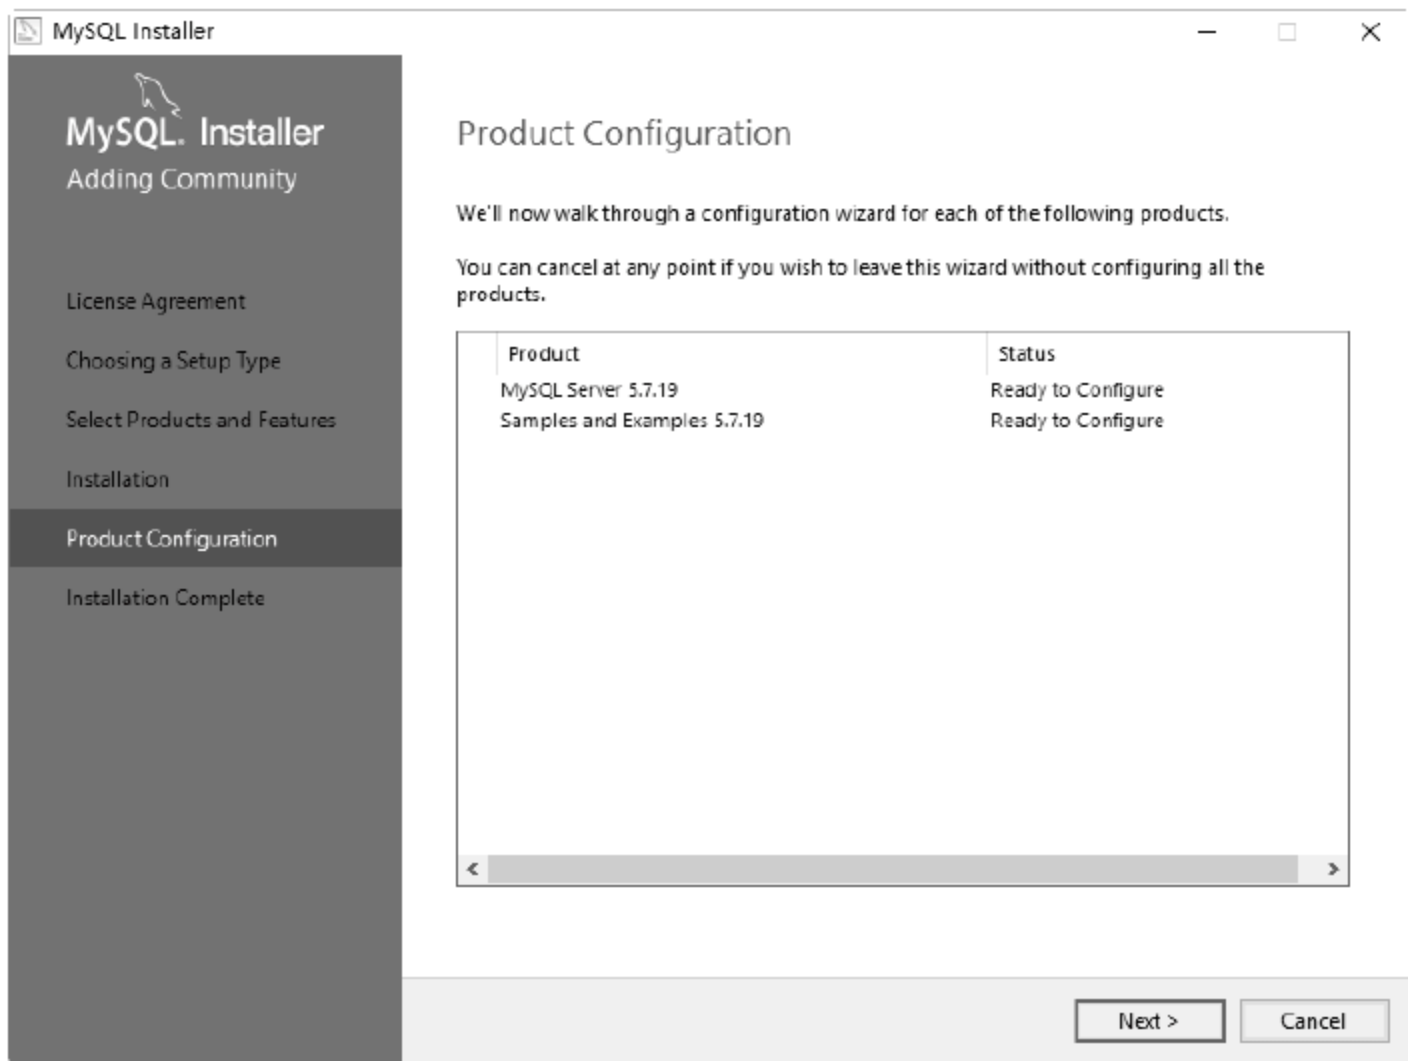 MySQL Installer
MySQL. Installer
Adding Community
License Agreement
Choosing a Setup Type
Select Products and Features
Installation
Product Configuration
Installation Complete
Product Configuration
We'll now walk through a configuration wizard for each of the following products.
You can cancel at any point if you wish to leave this wizard without configuring all the
products.
Product Status
MySQL Server 5.7.19 Ready to Configure
Samples and Examples 5.7.19 Ready to Configure
Next >
Cancel